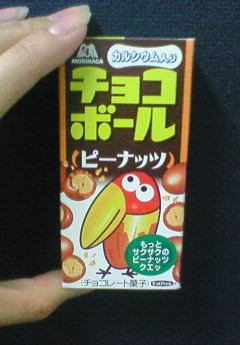 MORINAGA
カルシウム入り
チョコ
ボール
ピーナッツ
もっと
サクサクの
ピーナッツ
クエッ
(チョコレート菓子)